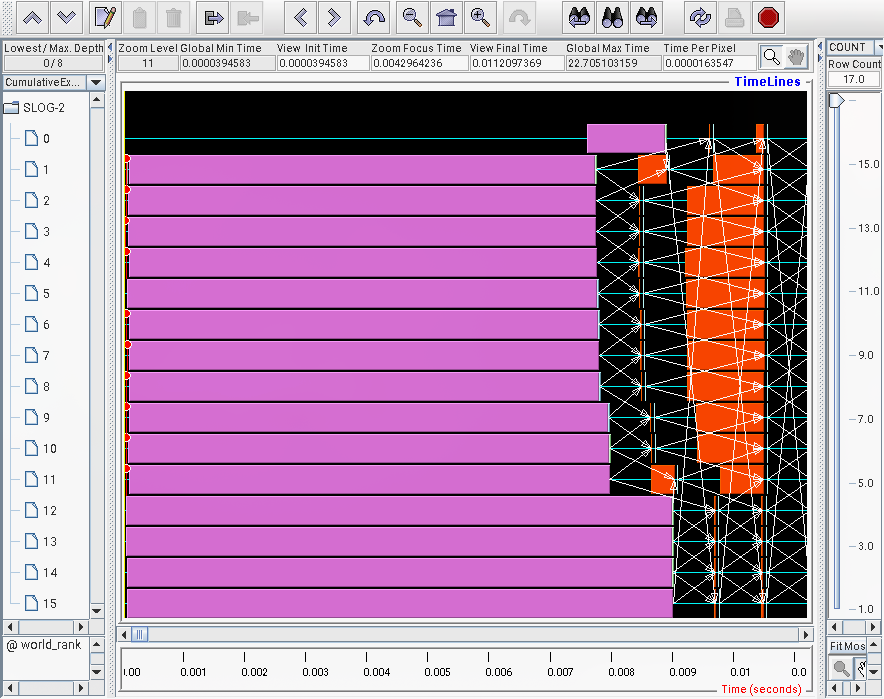 Lowest / Max. Depth
0 / 8
Zoom Level
Global Min Time
View Init Time
Zoom Focus Time
View Final Time
Global Max Time
Time Per Pixel
11
0.0000394583
0.0000394583
0.0042964236
0.0112097369
22.705103159
0.0000163547
COUNT
Row Count
17.0
CumulativeEx...
TimeLines
SLOG-2
0
1
2
3
4
5
6
7
8
9
10
11
12
13
14
15
15.0
13.0
11.0
9.0
7.0
5.0
3.0
1.0
@ world_rank
Fit Mos
0.001
0.002
0.003
0.004
0.005
0.006
0.007
0.008
0.009
0.01
0.0
Time (seconds)